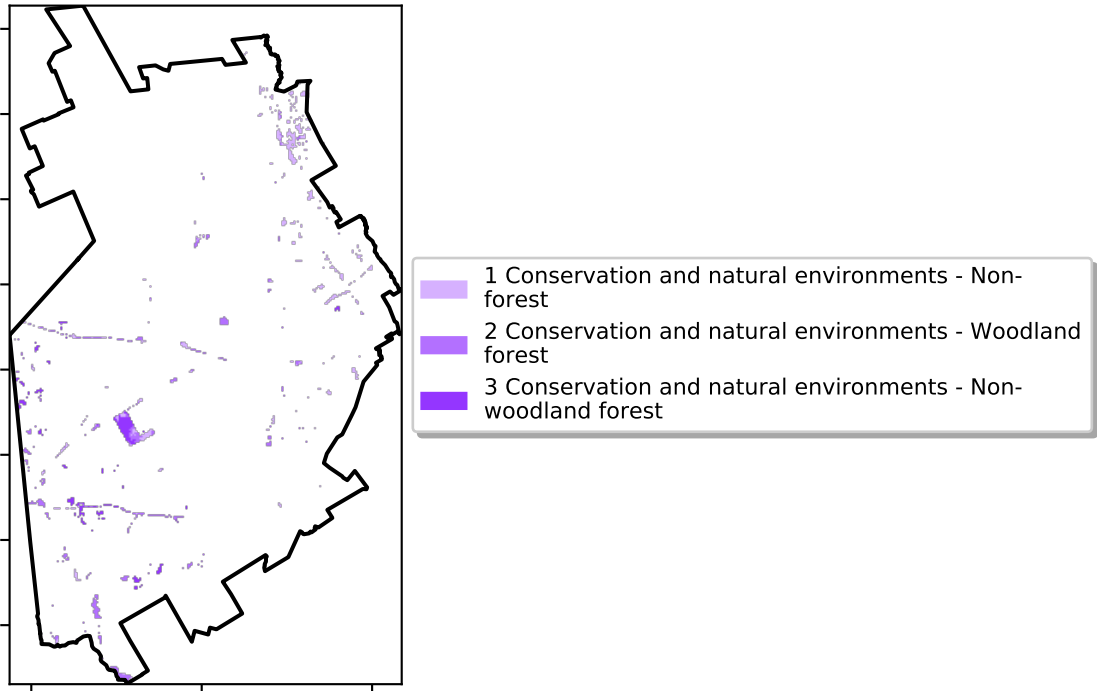 1 Conservation and natural environments - Non-
forest
2 Conservation and natural environments - Woodland
forest
3 Conservation and natural environments - Non-
woodland forest